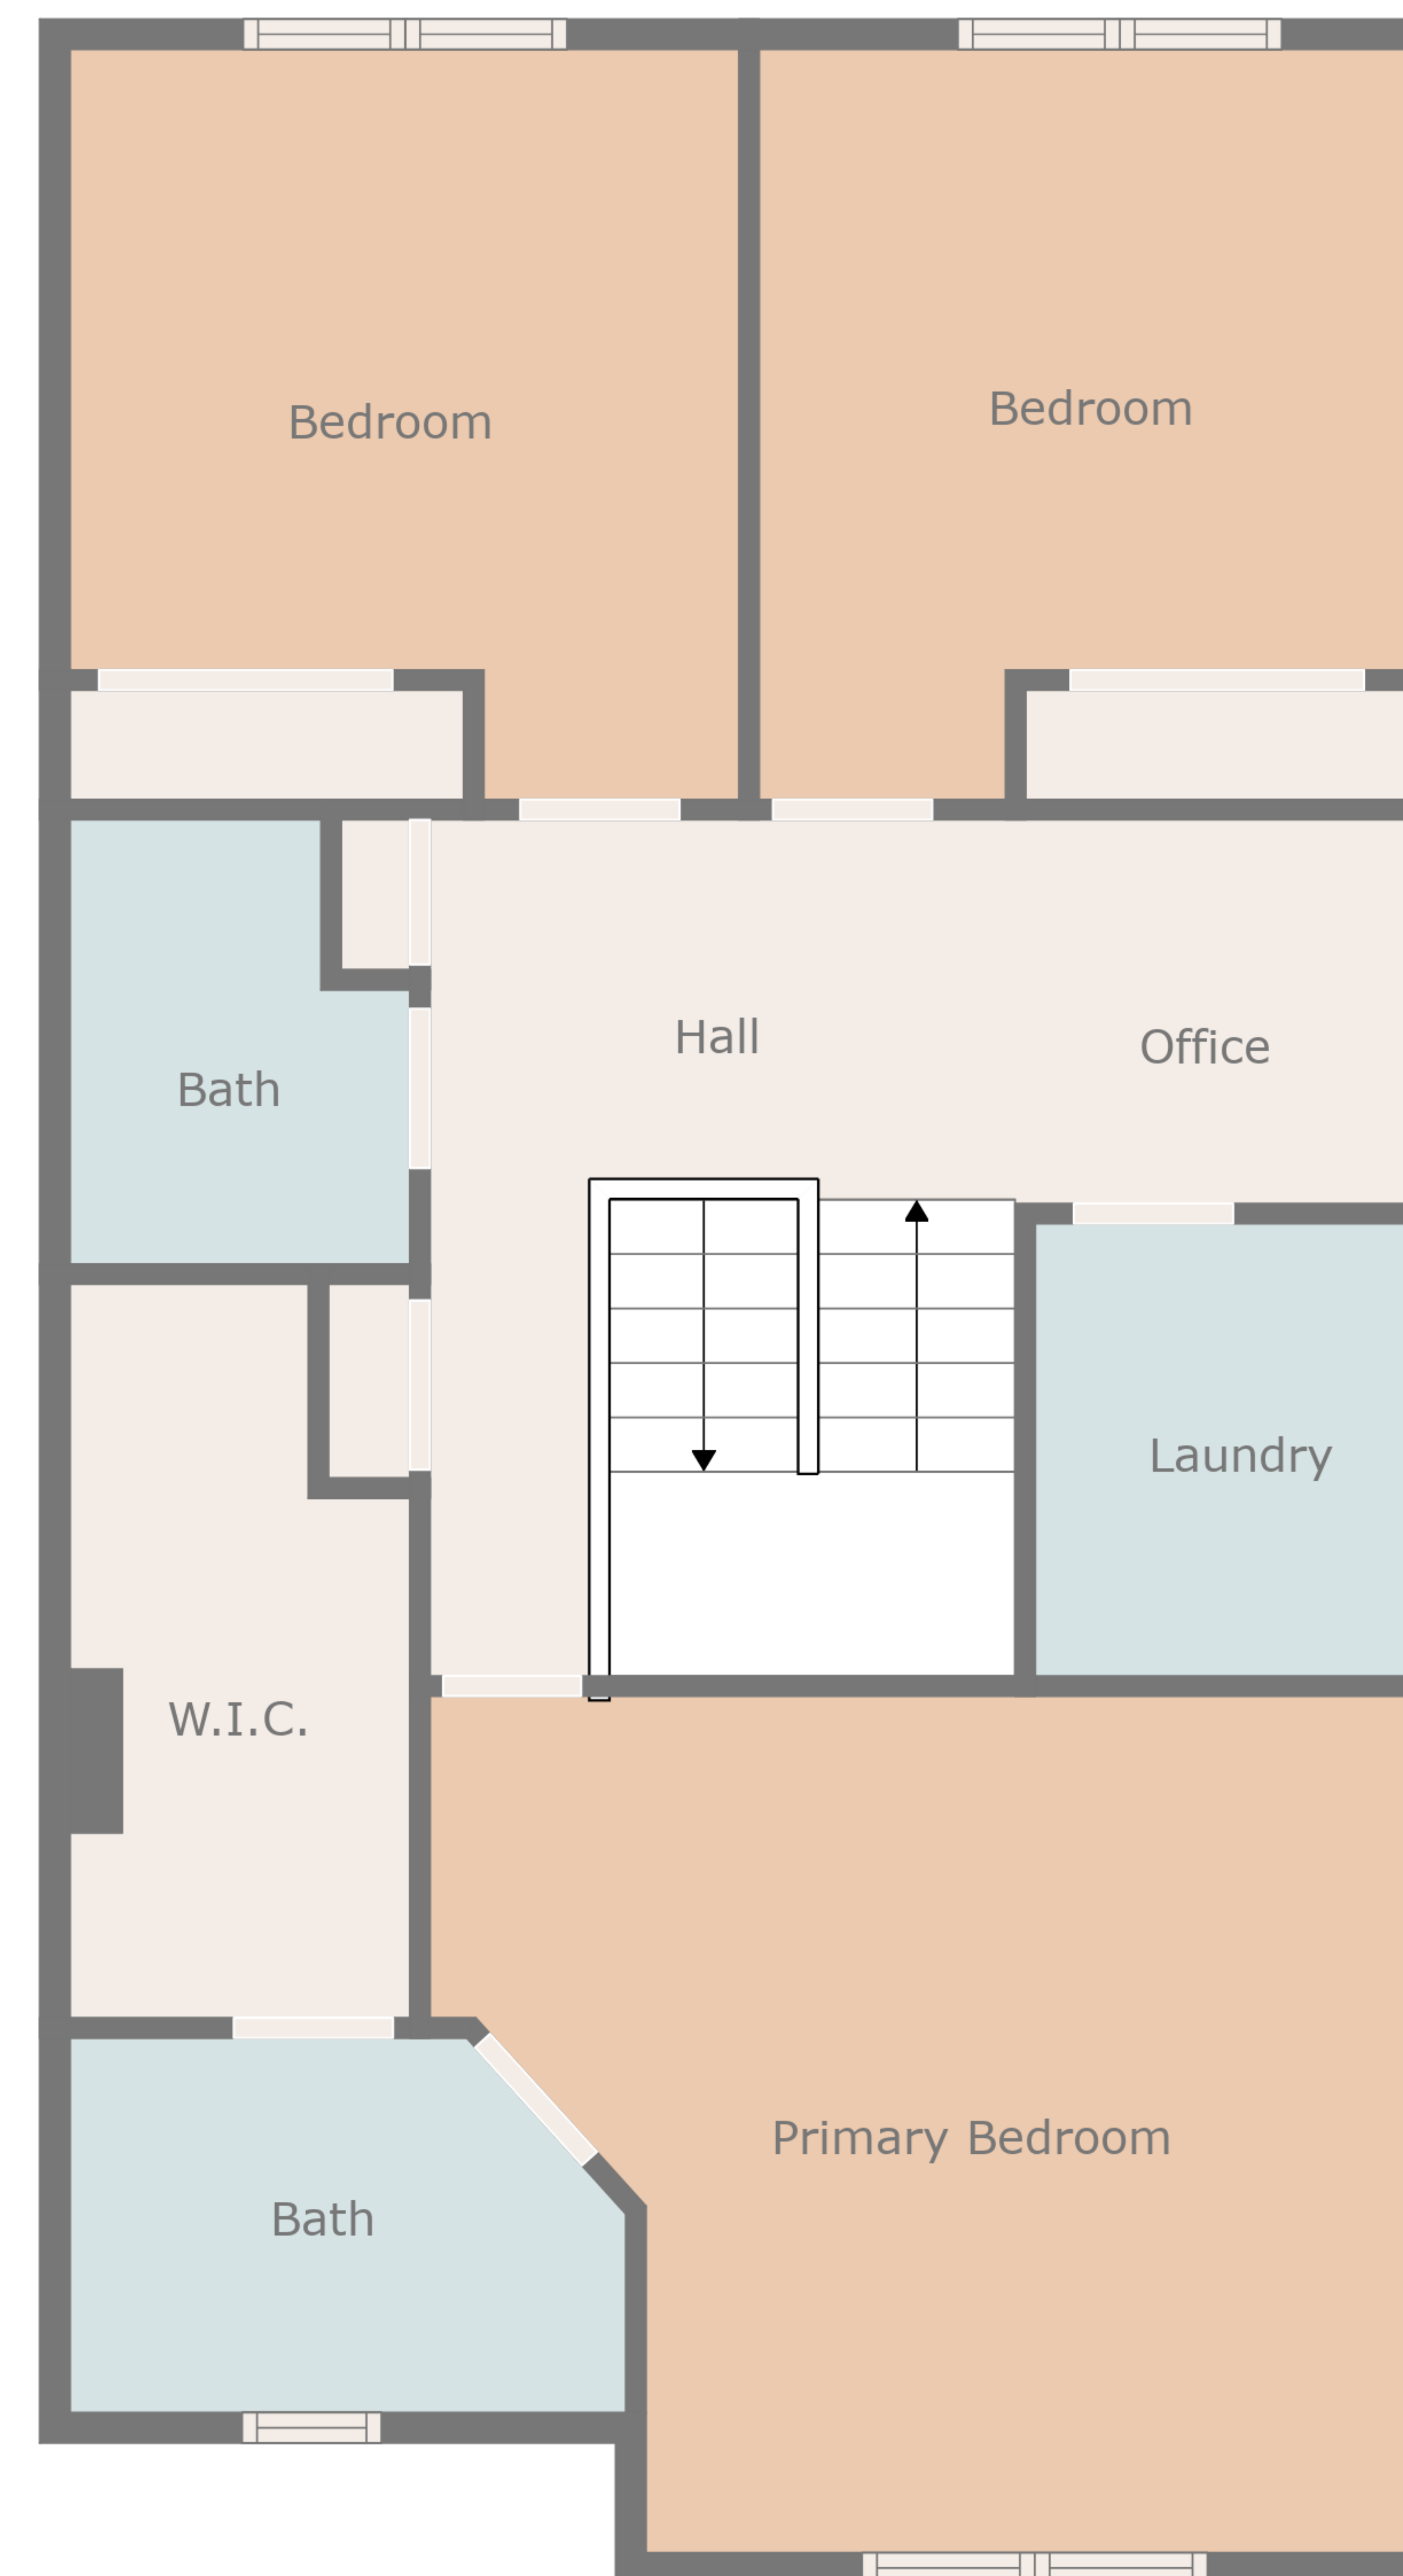 Bedroom
Bedroom
Hall
Office
Bath
Laundry
W.I.C.
Primary Bedroom
Bath